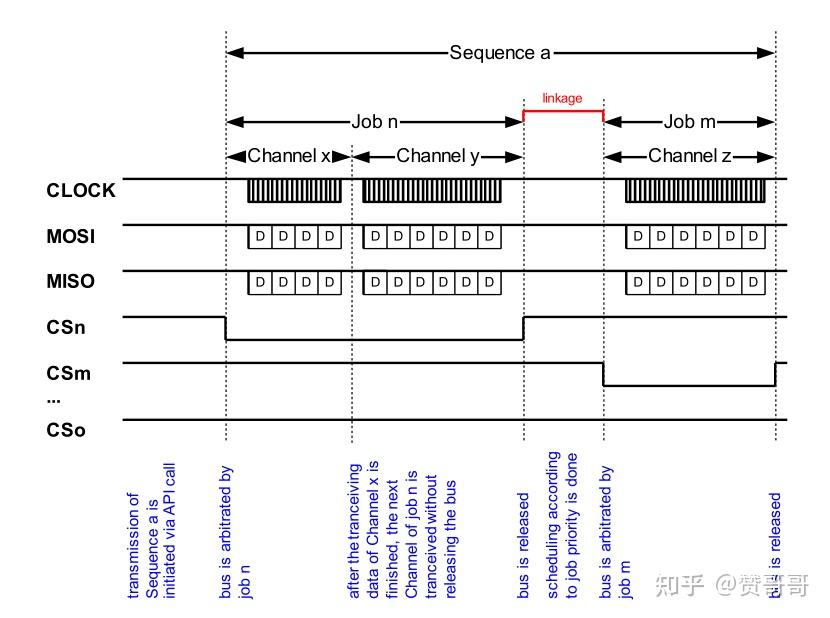 Sequence a
linkage
Job n
Job m
Channel x
Channel y
Channel z
CLOCK
MOSI
D D D D
D D D D D D
D D D D D D
MISO
D D D D
D D D D D D
D D D D D D
CSn
CSm
...
CSo
transmission of
Sequence a is
initiated via API call
bus is arbitrated by
job n
after the tranceiving
data of Channel x is
finished, the next
Channel of job n is
tranceived without
releasing the bus
bus is released
scheduling according
to job priority is done
bus is arbitrated by
job m
bus is released
知乎 @赞哥哥